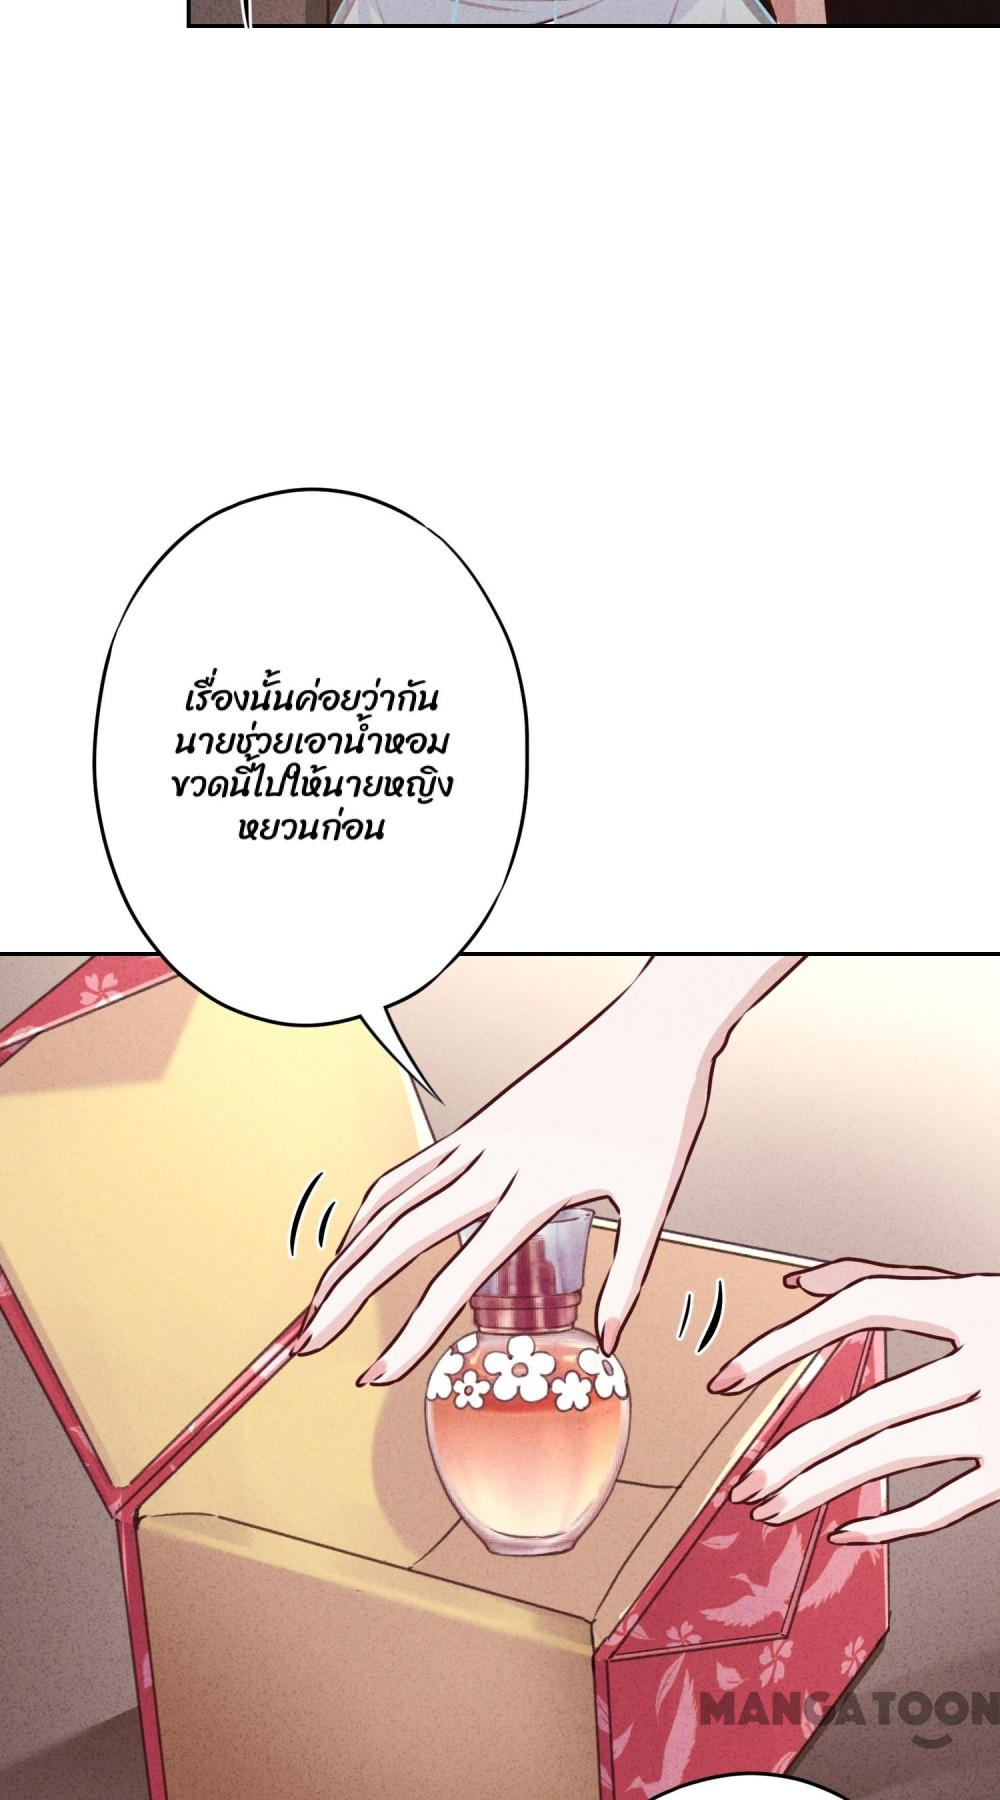 เรื่องนั้นค่อยว่ากัน
นายช่วยเอาน้ำหอม
ขวดนี้ไปให้นายหญิง
หยวนก่อน
MANGATOON